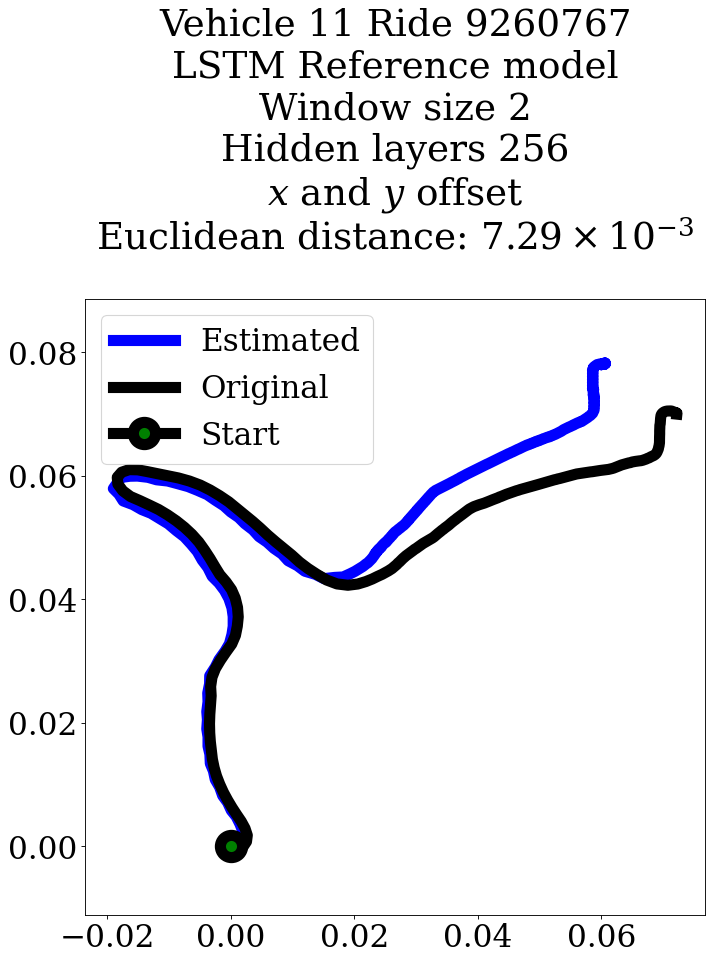 Vehicle 11 Ride 9260767
LSTM Reference model
Window size 2
Hidden layers 256
x and y offset
Euclidean distance: 7.29 × 10⁻³
Estimated
Original
Start
0.08
0.06
0.04
0.02
0.00
−0.02 0.00 0.02 0.04 0.06